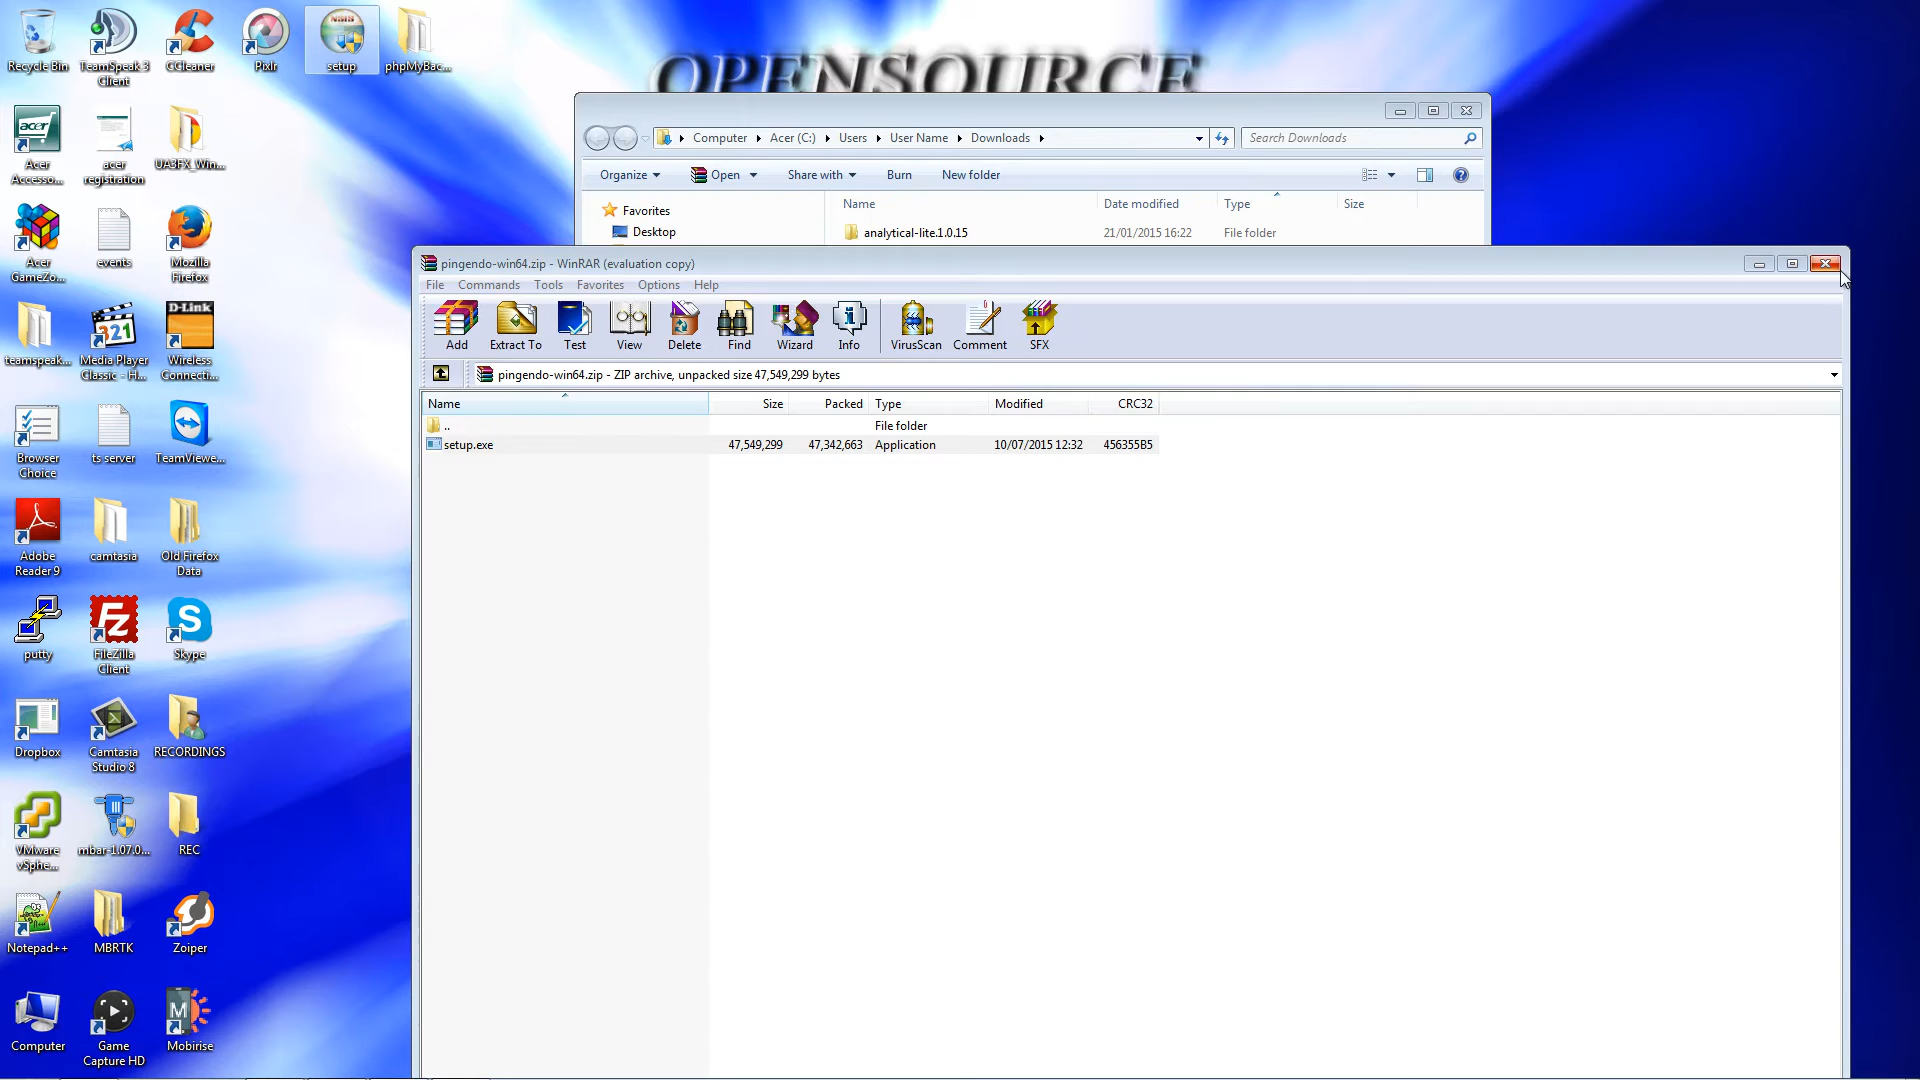 OPENSOURCE
Recycle Bin
TeamSpeak 3 Client
CCleaner
Pixlr
NSIS
setup
phpMyBac...
acer
Acer Accesso...
acer registration
UA3FX_Win...
Acer GameZo...
events
Mozilla Firefox
teamspeak...
321
Media Player Classic - H...
D-Link
Wireless Connecti...
Browser Choice
ts server
TeamViewe...
Adobe Reader 9
camtasia
Old Firefox Data
putty
FileZilla Client
Skype
Dropbox
Camtasia Studio 8
RECORDINGS
VMware vSphe...
mbar-1.07.0...
REC
Notepad++
MBRTK
Zoiper
Computer
Game Capture HD
Mobirise
Computer Acer (C:) Users User Name Downloads
Search Downloads
Organize Open Share with Burn New folder
Name Date modified Type Size
Favorites
Desktop
analytical-lite.1.0.15 21/01/2015 16:22 File folder
pingendo-win64.zip - WinRAR (evaluation copy)
File Commands Tools Favorites Options Help
Add Extract To Test View Delete Find Wizard Info VirusScan Comment SFX
pingendo-win64.zip - ZIP archive, unpacked size 47,549,299 bytes
Name Size Packed Type Modified CRC32
.. File folder
setup.exe 47,549,299 47,342,663 Application 10/07/2015 12:32 456355B5